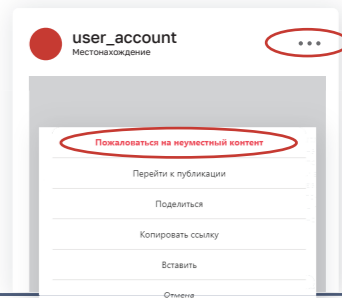 user_account
Местонахождение
Пожаловаться на неуместный контент
Перейти к публикации
Поделиться
Копировать ссылку
Вставить
Отмена